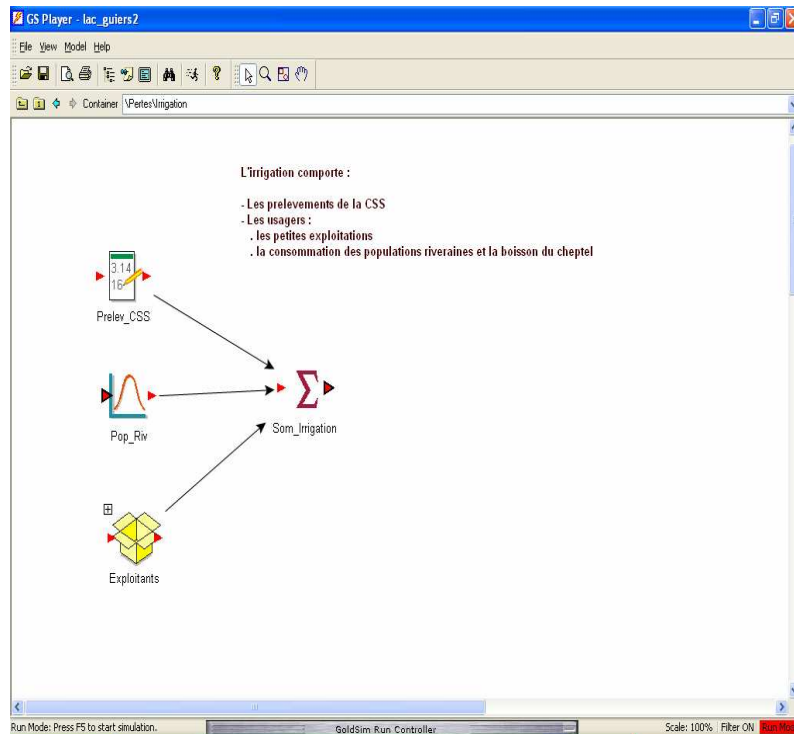 GS Player - lac_guiers2
File View Model Help
Container \Pertes\Irrigation
L'irrigation comporte :
- Les prelevements de la CSS
- Les usagers :
. les petites exploitations
. la consommation des populations riveraines et la boisson du cheptel
3.14
16
Prelev_CSS
Pop_Riv
Som_Irrigation
Exploitants
Run Mode: Press F5 to start simulation. GoldSim Run Controller Scale: 100% Filter ON Run Mo